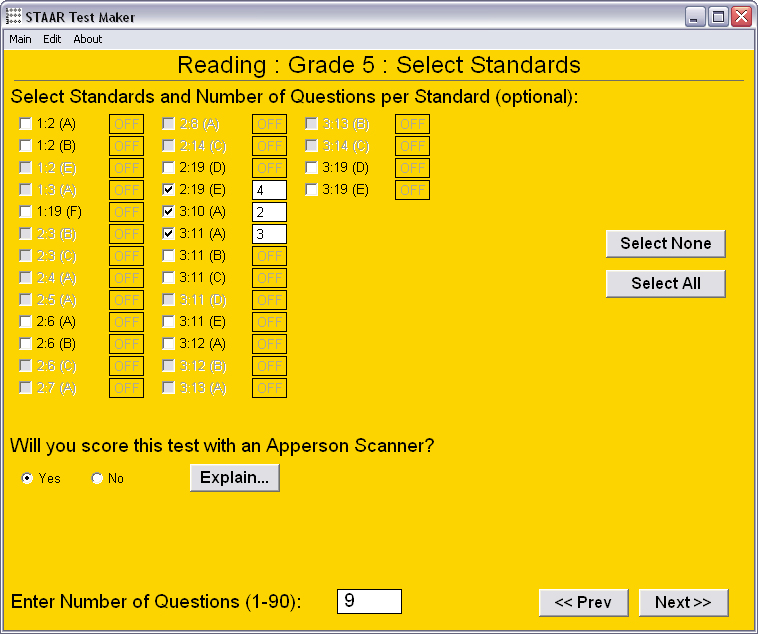 STAAR Test Maker
Main Edit About
Reading : Grade 5 : Select Standards
Select Standards and Number of Questions per Standard (optional):
1:2 (A) OFF 2:8 (A) OFF 3:13 (B) OFF
1:2 (B) OFF 2:14 (C) OFF 3:14 (C) OFF
1:2 (E) OFF 2:19 (D) OFF 3:19 (D) OFF
1:3 (A) OFF 2:19 (E) 4 3:19 (E) OFF
1:19 (F) OFF 3:10 (A) 2
2:3 (B) OFF 3:11 (A) 3
2:3 (C) OFF 3:11 (B) OFF
2:4 (A) OFF 3:11 (C) OFF
2:5 (A) OFF 3:11 (D) OFF
2:6 (A) OFF 3:11 (E) OFF
2:6 (B) OFF 3:12 (A) OFF
2:6 (C) OFF 3:12 (B) OFF
2:7 (A) OFF 3:13 (A) OFF
Select None
Select All
Will you score this test with an Apperson Scanner?
Yes No Explain...
Enter Number of Questions (1-90): 9 << Prev Next >>